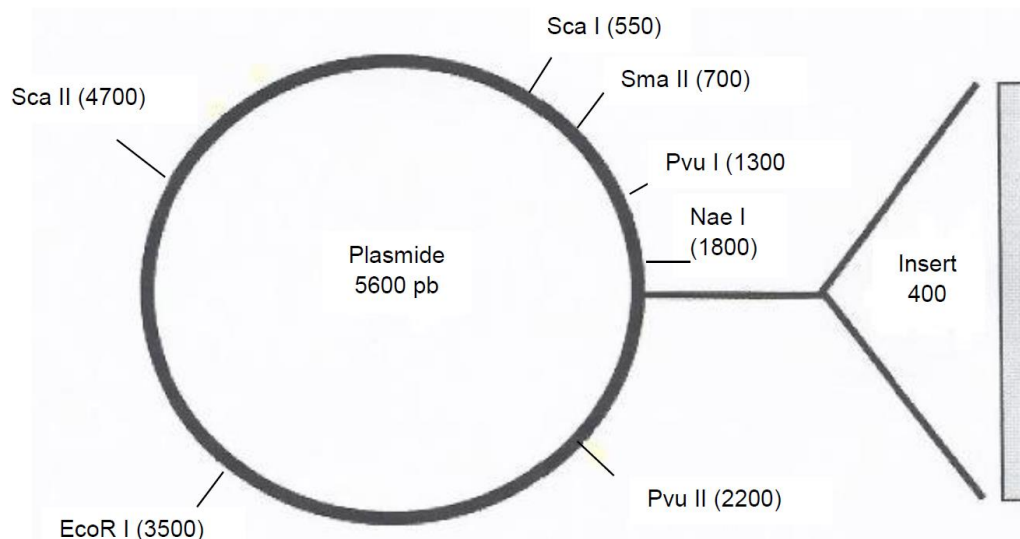 Sca I (550)
Sca II (4700)
Sma II (700)
Pvu I (1300
Nae I
(1800)
Plasmide
5600 pb
Insert
400
Pvu II (2200)
EcoR I (3500)